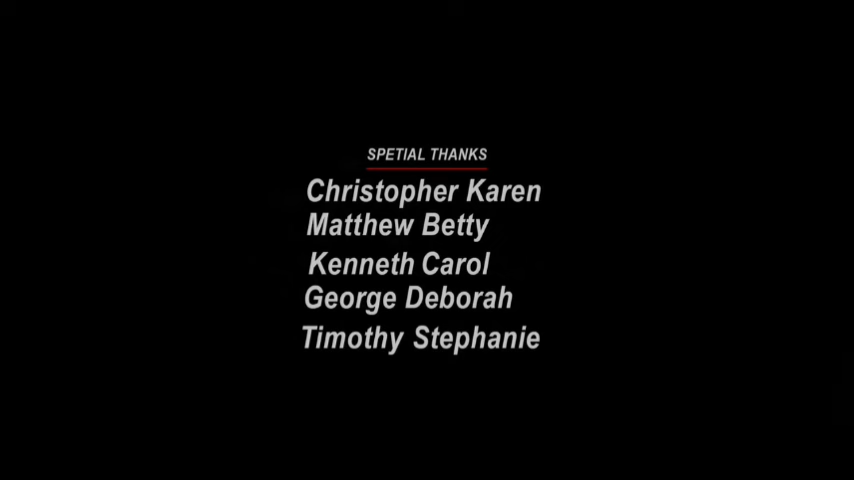 SPETIAL THANKS
Christopher Karen
Matthew Betty
Kenneth Carol
George Deborah
Timothy Stephanie